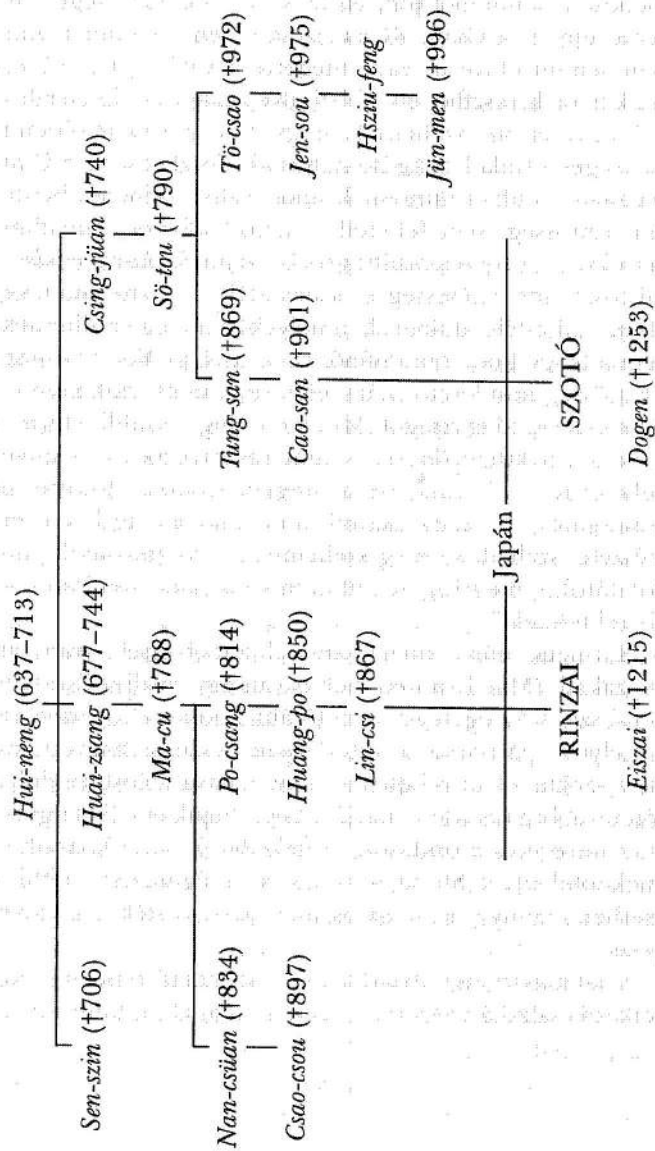 Hui-neng (637–713)
Sen-szin (†706) Huai-zsang (677–744) Csing-jüan (†740)
Ma-cu (†788) Sö-tou (†790)
Nan-csüan (†834) Po-csang (†814) Tung-san (†869) Tö-csao (†972)
Csao-csou (†897) Huang-po (†850) Cao-san (†901) Jen-sou (†975)
Lin-csi (†867) Hsziu-feng
Jün-men (†996)
Japán
RINZAI SZOTÓ
Eiszai (†1215) Dogen (†1253)